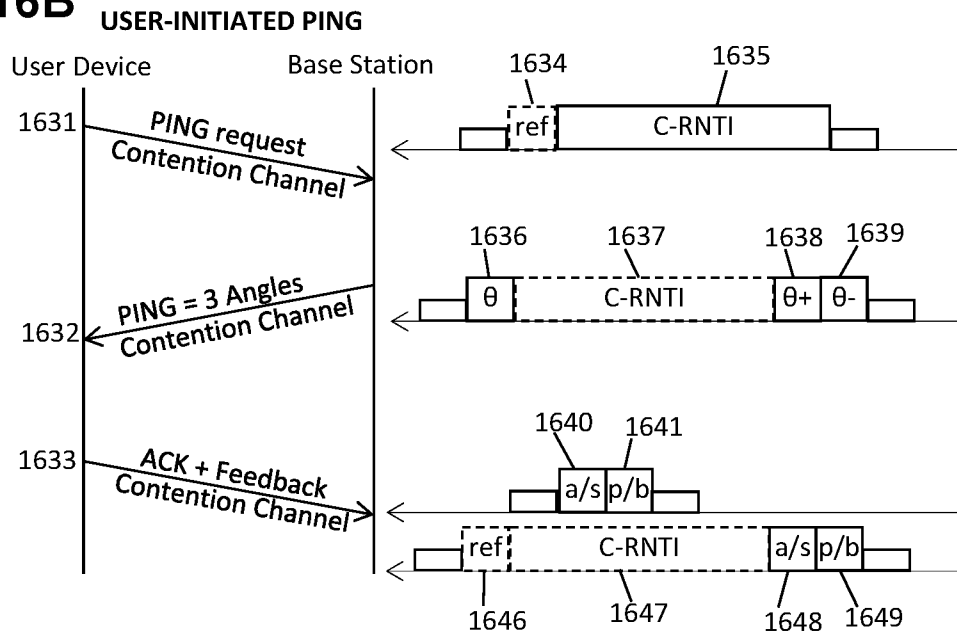 16B
USER-INITIATED PING
User Device
Base Station
1634
1635
1631
PING request
Contention Channel
ref
C-RNTI
1636
1637
1638
1639
1632
PING = 3 Angles
Contention Channel
θ
C-RNTI
θ+
θ-
1640
1641
1633
ACK + Feedback
Contention Channel
a/s
p/b
ref
C-RNTI
a/s
p/b
1646
1647
1648
1649